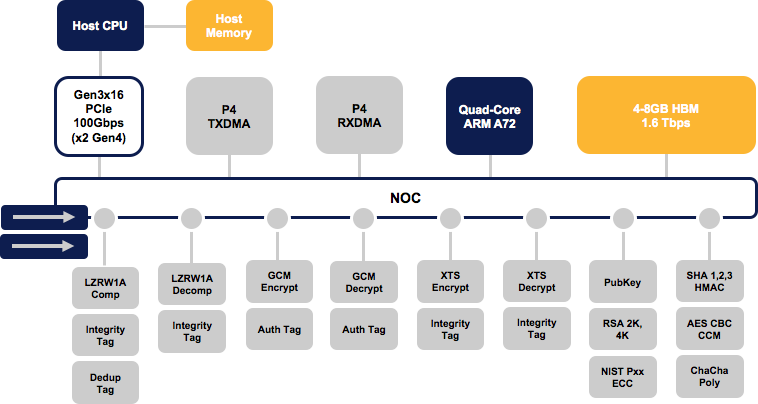 Host CPU
Host
Memory
Gen3x16
PCIe
100Gbps
(x2 Gen4)
P4
TXDMA
P4
RXDMA
Quad-Core
ARM A72
4-8GB HBM
1.6 Tbps
NOC
LZRW1A
Comp
Integrity
Tag
Dedup
Tag
LZRW1A
Decomp
Integrity
Tag
GCM
Encrypt
Auth Tag
GCM
Decrypt
Auth Tag
XTS
Encrypt
Integrity
Tag
XTS
Decrypt
Integrity
Tag
PubKey
RSA 2K,
4K
NIST Pxx
ECC
SHA 1,2,3
HMAC
AES CBC
CCM
ChaCha
Poly